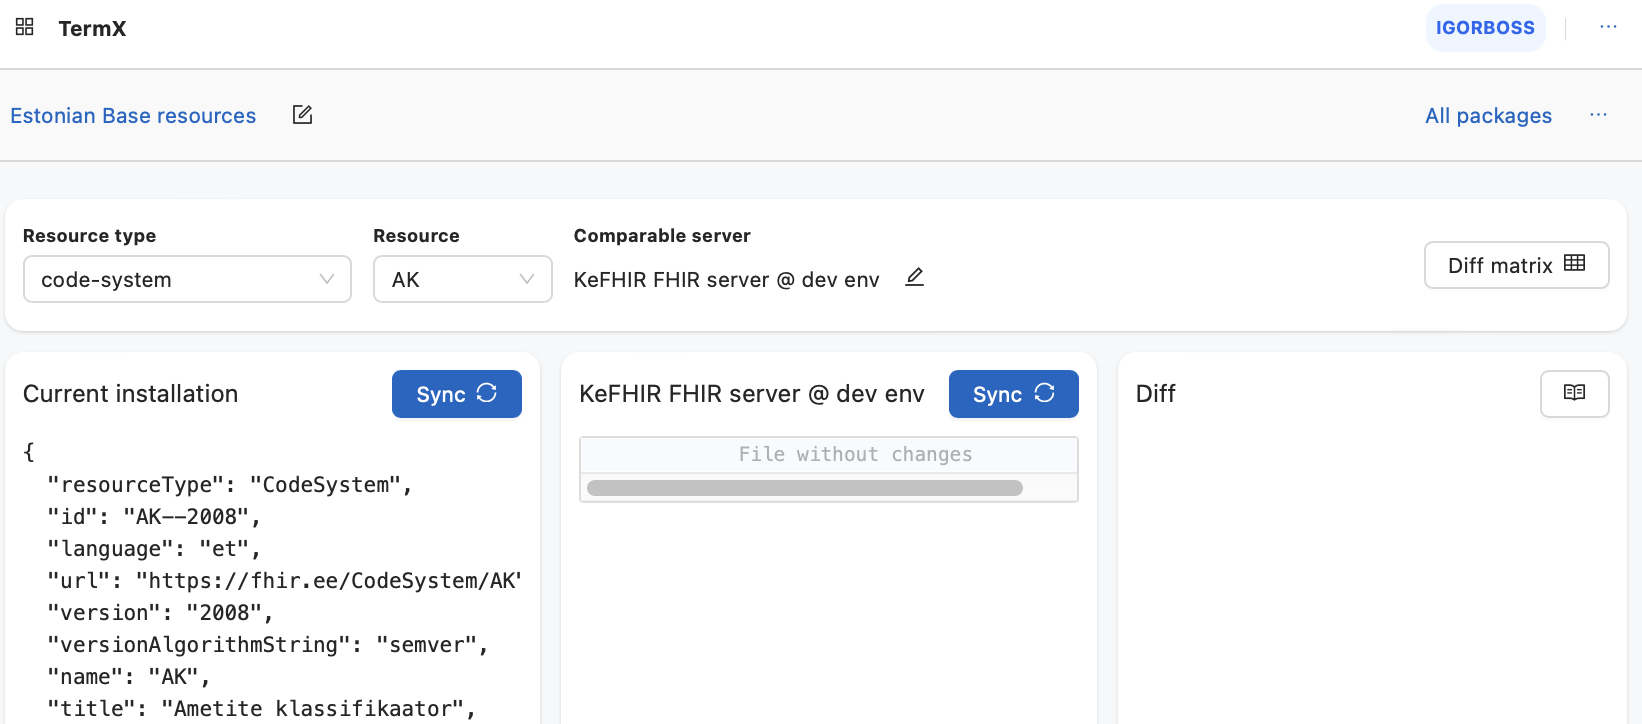 TermX
IGORBOSS
Estonian Base resources
All packages
Resource type
Resource
Comparable server
code-system
AK
KeFHIR FHIR server @ dev env
Diff matrix
Current installation
Sync
KeFHIR FHIR server @ dev env
Sync
Diff
{
"resourceType": "CodeSystem",
"id": "AK--2008",
"language": "et",
"url": "https://fhir.ee/CodeSystem/AK"
"version": "2008",
"versionAlgorithmString": "semver",
"name": "AK",
"title": "Ametite klassifikaator",
File without changes